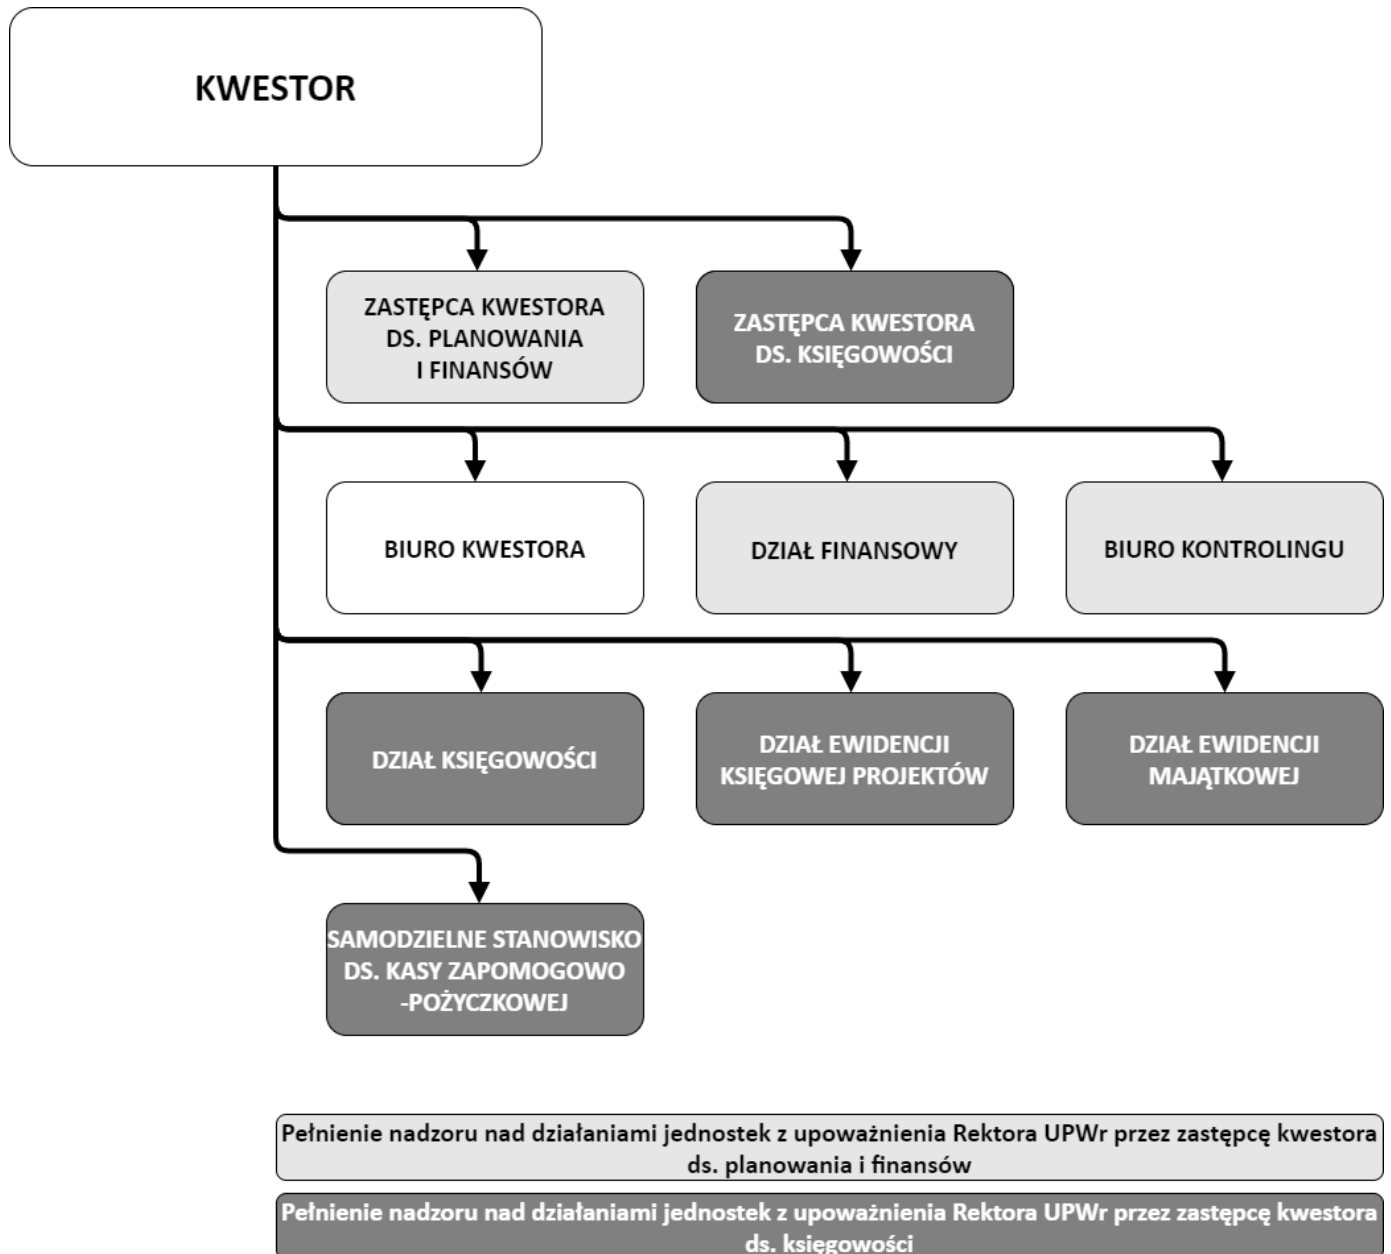 KWESTOR
ZASTĘPCA KWESTORA
DS. PLANOWANIA
I FINANSÓW
ZASTĘPCA KWESTORA
DS. KSIĘGOWOŚCI
BIURO KWESTORA
DZIAŁ FINANSOWY
BIURO KONTROLINGU
DZIAŁ KSIĘGOWOŚCI
DZIAŁ EWIDENCJI
KSIĘGOWEJ PROJEKTÓW
DZIAŁ EWIDENCJI
MAJĄTKOWEJ
SAMODZIELNE STANOWISKO
DS. KASY ZAPOMOGOWO
-POŻYCZKOWEJ
Pełnienie nadzoru nad działaniami jednostek z upoważnienia Rektora UPWr przez zastępcę kwestora
ds. planowania i finansów
Pełnienie nadzoru nad działaniami jednostek z upoważnienia Rektora UPWr przez zastępcę kwestora
ds. księgowości